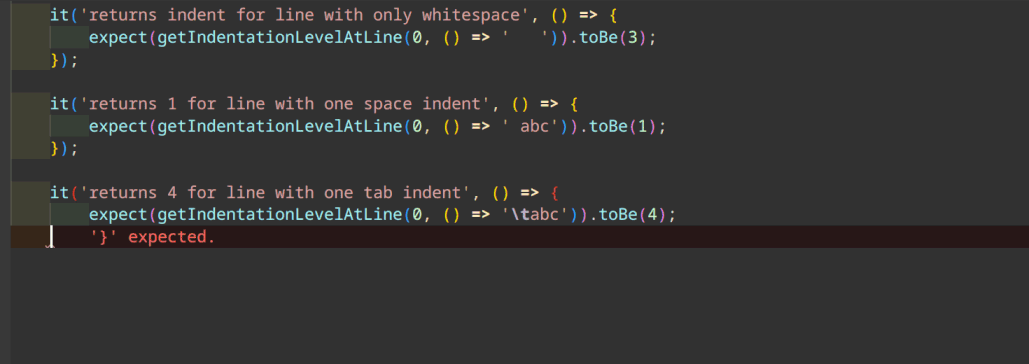 it('returns indent for line with only whitespace', () => {
    expect(getIndentationLevelAtLine(0, () => '   ')).toBe(3);
});
it('returns 1 for line with one space indent', () => {
    expect(getIndentationLevelAtLine(0, () => ' abc')).toBe(1);
});
it('returns 4 for line with one tab indent', () => {
    expect(getIndentationLevelAtLine(0, () => '\tabc')).toBe(4);
    '}' expected.